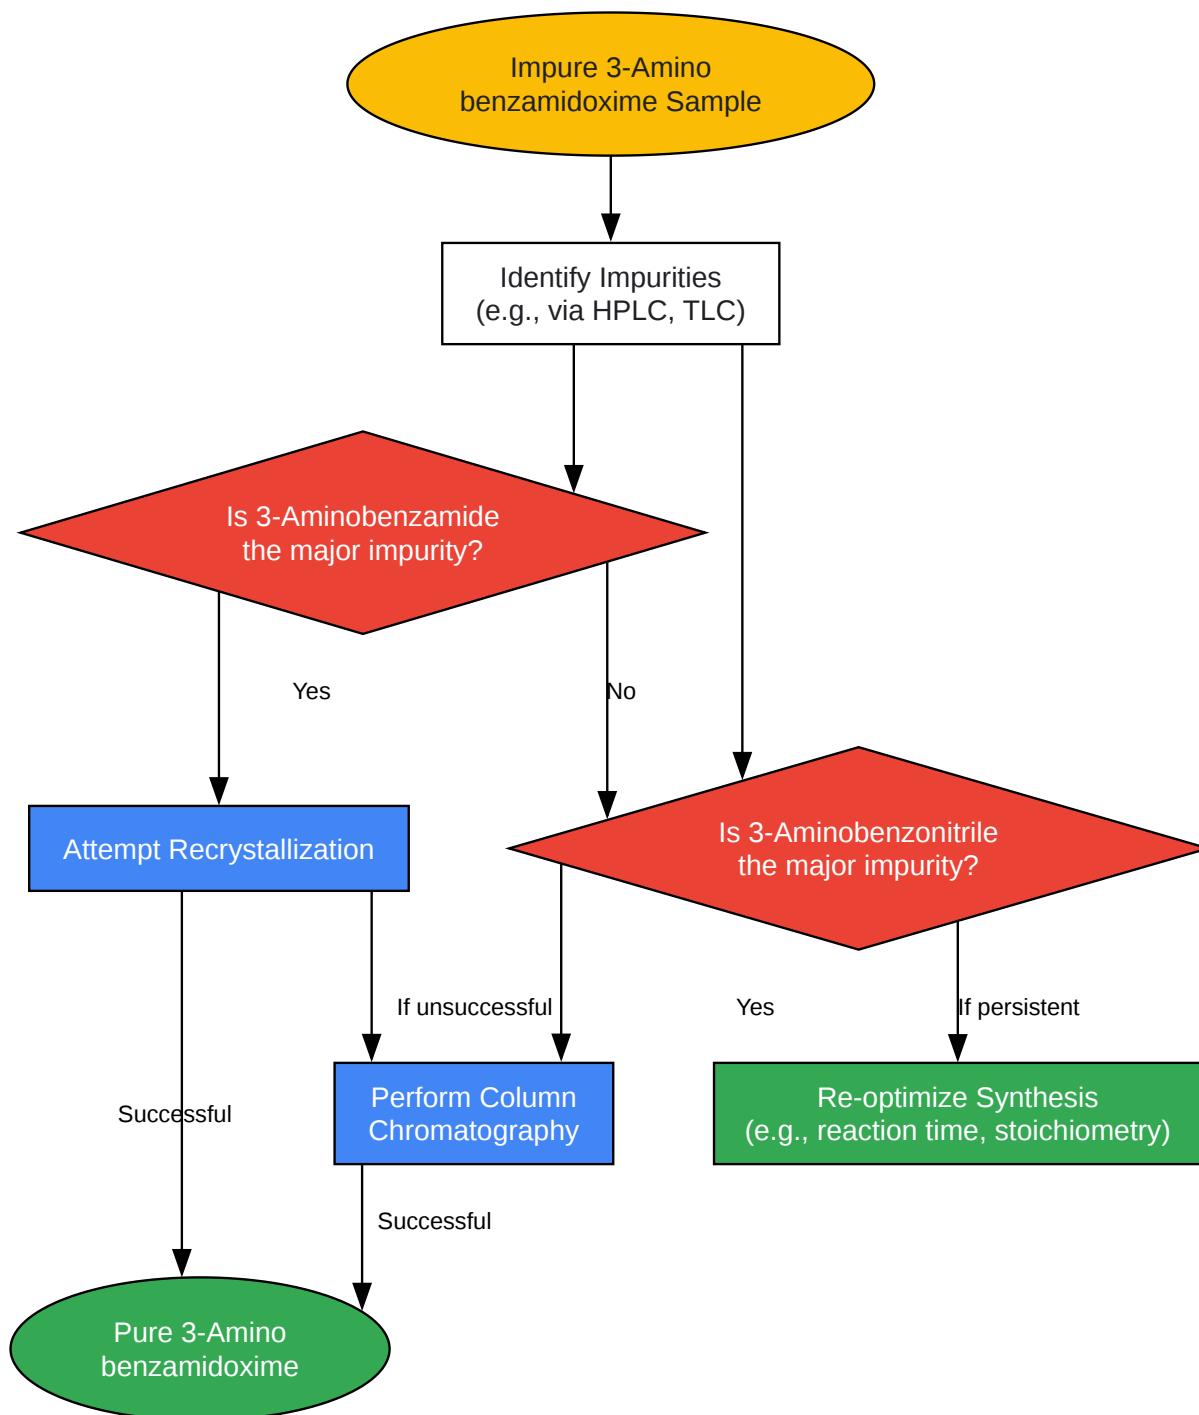 Impure 3-Amino
benzamidoxime Sample
Identify Impurities
(e.g., via HPLC, TLC)
Is 3-Aminobenzamide
the major impurity?
Yes
No
Attempt Recrystallization
Is 3-Aminobenzonitrile
the major impurity?
If unsuccessful
Yes
If persistent
Perform Column
Chromatography
Re-optimize Synthesis
(e.g., reaction time, stoichiometry)
Successful
Successful
Pure 3-Amino
benzamidoxime